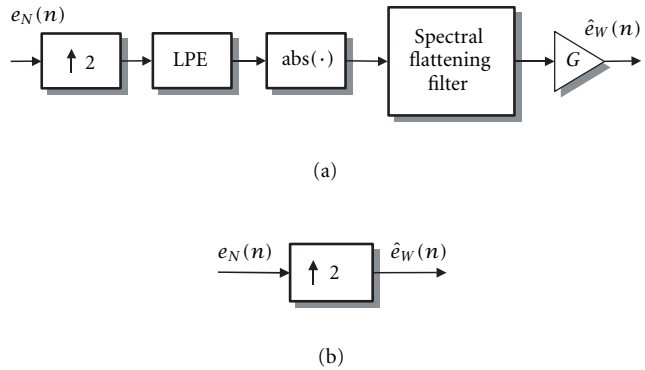 e_N(n)
↑ 2
LPE
abs(·)
Spectral
flattening
filter
G
ê_W(n)
(a)
e_N(n)
↑ 2
ê_W(n)
(b)